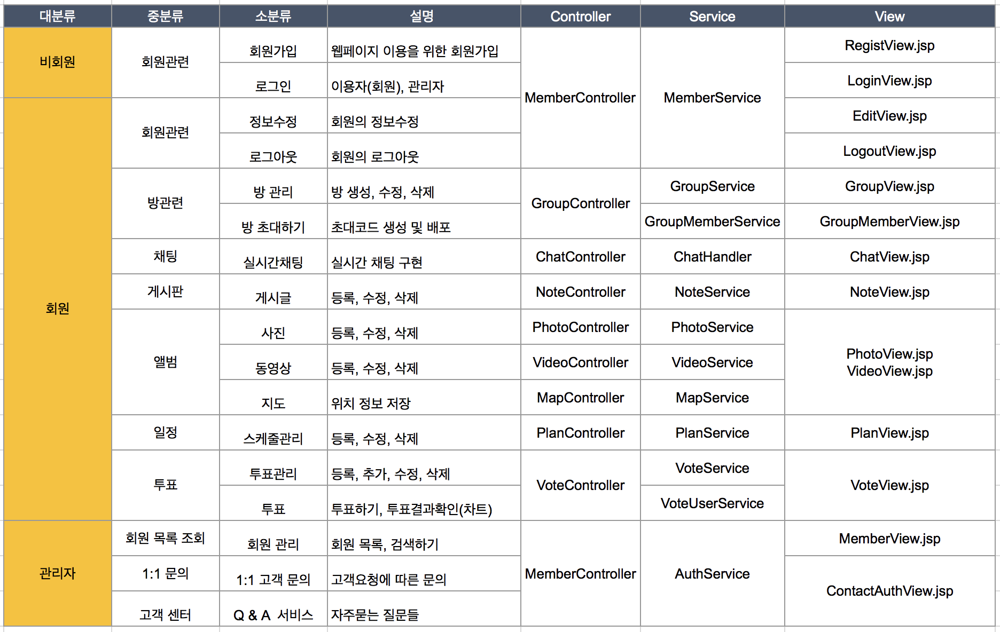 대분류 중분류 소분류 설명 Controller Service View
비회원 회원관련 회원가입 웹페이지 이용을 위한 회원가입 MemberController MemberService RegistView.jsp
로그인 이용자(회원), 관리자 LoginView.jsp
회원 회원관련 정보수정 회원의 정보수정 EditView.jsp
로그아웃 회원의 로그아웃 LogoutView.jsp
방관련 방 관리 방 생성, 수정, 삭제 GroupController GroupService GroupView.jsp
방 초대하기 초대코드 생성 및 배포 GroupMemberService GroupMemberView.jsp
채팅 실시간채팅 실시간 채팅 구현 ChatController ChatHandler ChatView.jsp
게시판 게시글 등록, 수정, 삭제 NoteController NoteService NoteView.jsp
앨범 사진 등록, 수정, 삭제 PhotoController PhotoService PhotoView.jsp
동영상 등록, 수정, 삭제 VideoController VideoService VideoView.jsp
지도 위치 정보 저장 MapController MapService
일정 스케줄관리 등록, 수정, 삭제 PlanController PlanService PlanView.jsp
투표 투표관리 등록, 추가, 수정, 삭제 VoteController VoteService VoteView.jsp
투표 투표하기, 투표결과확인(차트) VoteUserService
관리자 회원 목록 조회 회원 관리 회원 목록, 검색하기 MemberController AuthService MemberView.jsp
1:1 문의 1:1 고객 문의 고객요청에 따른 문의 ContactAuthView.jsp
고객 센터 Q & A 서비스 자주묻는 질문들